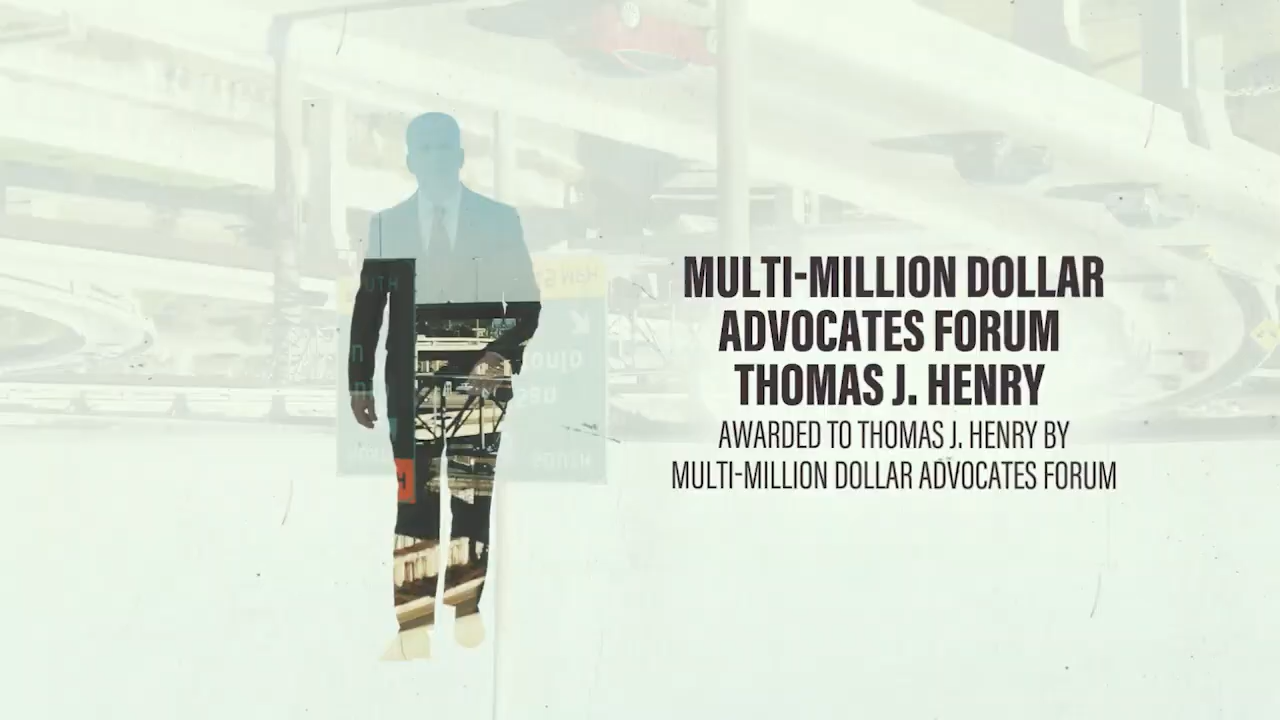 MULTI-MILLION DOLLAR
ADVOCATES FORUM
THOMAS J. HENRY
AWARDED TO THOMAS J. HENRY BY
MULTI-MILLION DOLLAR ADVOCATES FORUM